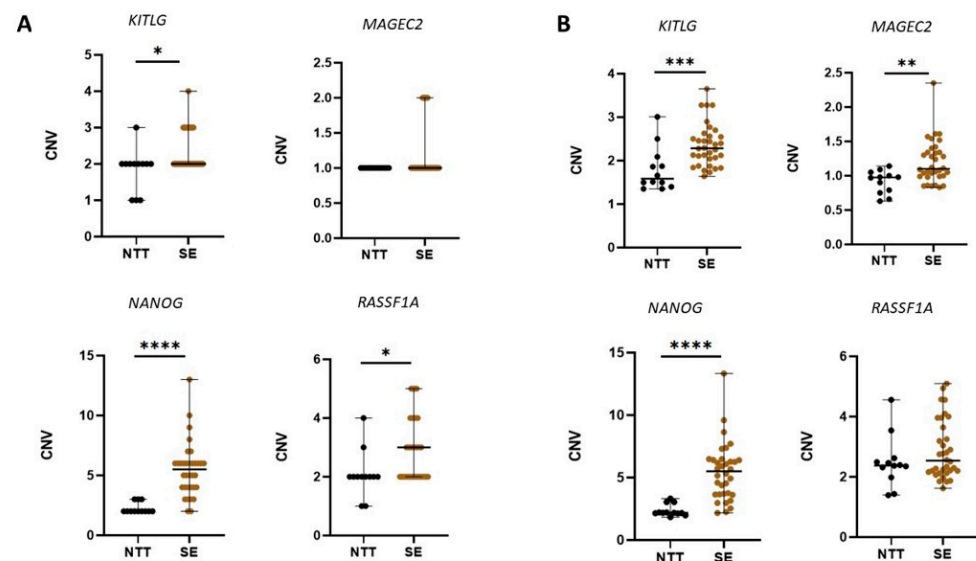 A
KITLG
*
CNV
5
4
3
2
1
0
NTT
SE
MAGEC2
CNV
2.5
2.0
1.5
1.0
0.5
0.0
NTT
SE
NANOG
****
CNV
15
10
5
0
NTT
SE
RASSF1A
*
CNV
6
4
2
0
NTT
SE
B
KITLG
***
CNV
4
3
2
1
0
NTT
SE
MAGEC2
**
CNV
2.5
2.0
1.5
1.0
0.5
0.0
NTT
SE
NANOG
****
CNV
15
10
5
0
NTT
SE
RASSF1A
CNV
6
4
2
0
NTT
SE